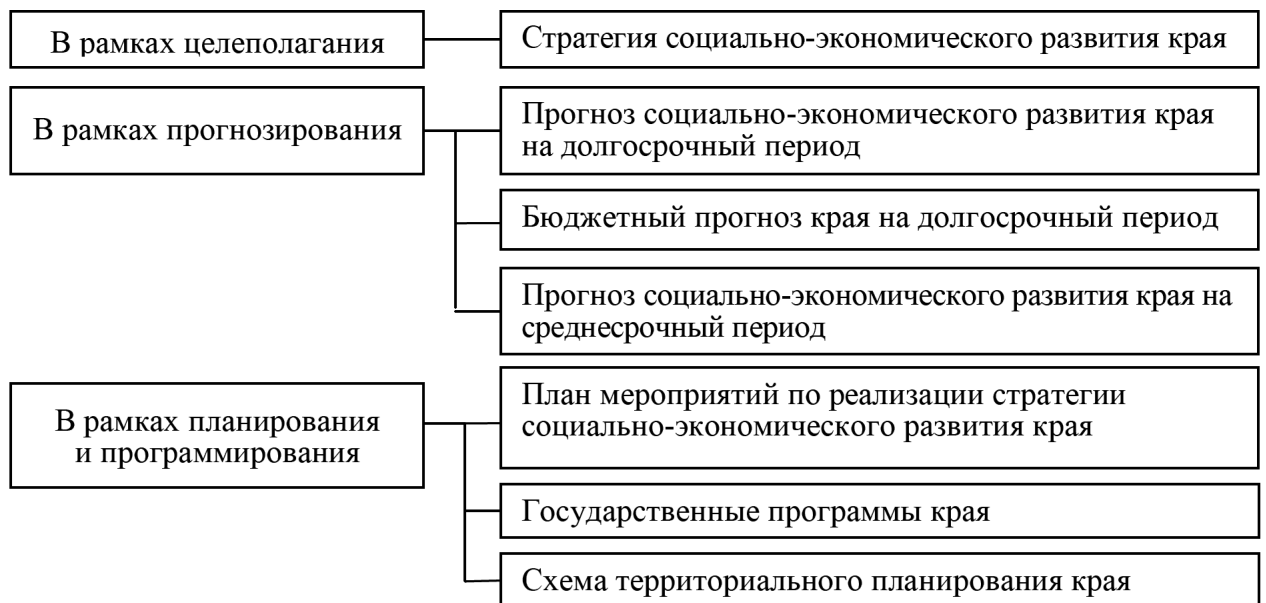 В рамках целеполагания
Стратегия социально-экономического развития края
В рамках прогнозирования
Прогноз социально-экономического развития края
на долгосрочный период
Бюджетный прогноз края на долгосрочный период
Прогноз социально-экономического развития края на
среднесрочный период
В рамках планирования
и программирования
План мероприятий по реализации стратегии
социально-экономического развития края
Государственные программы края
Схема территориального планирования края